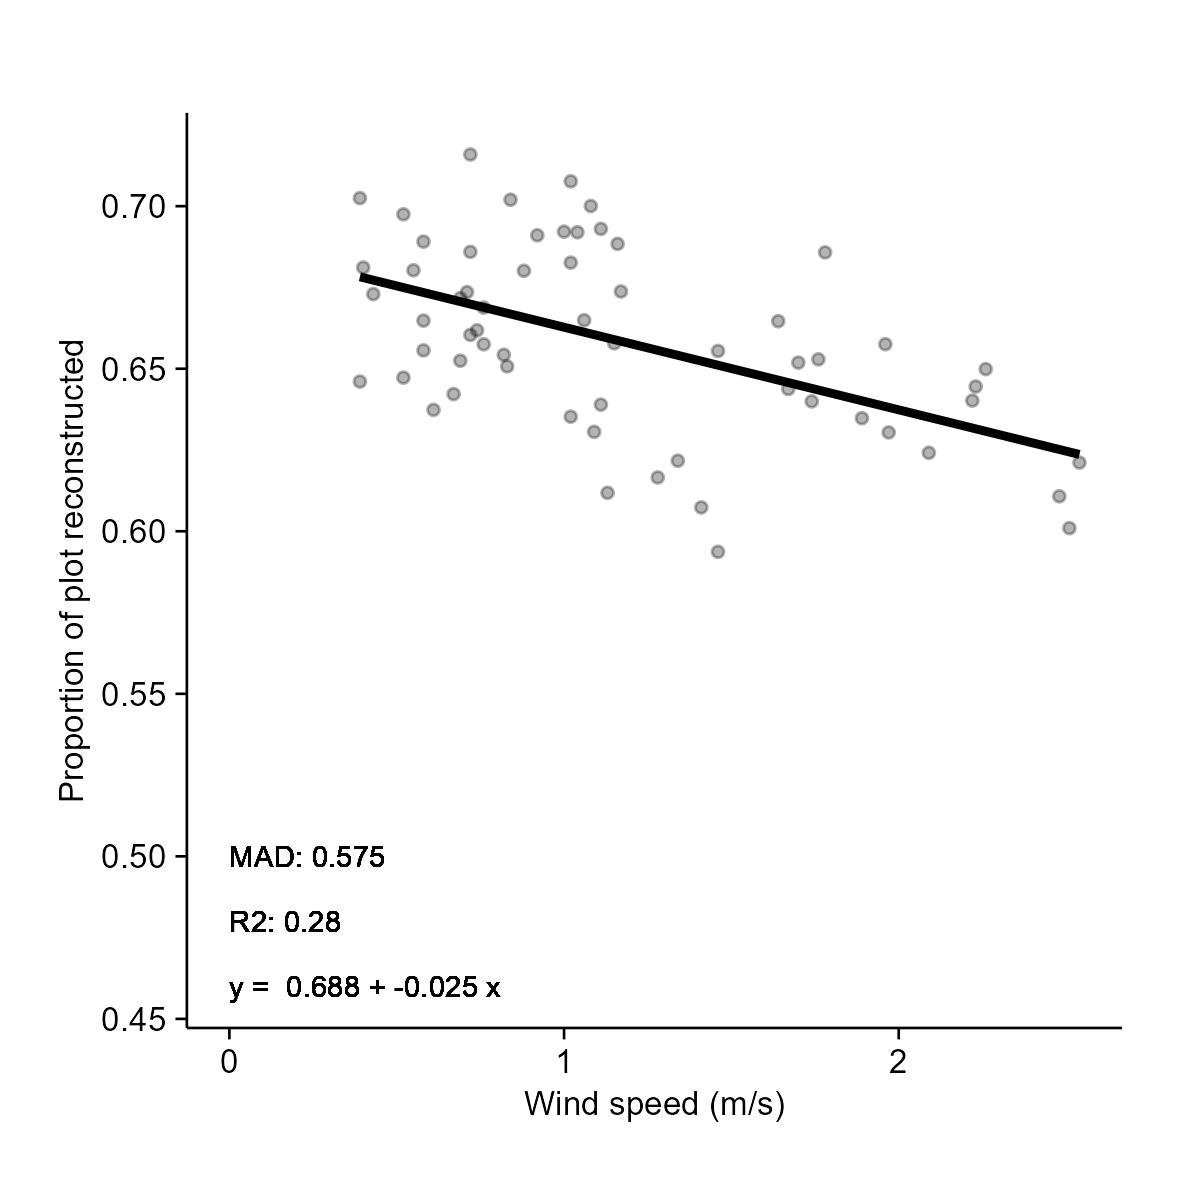 0.70
0.65
0.60
0.55
0.50
0.45
Proportion of plot reconstructed
MAD: 0.575
R2: 0.28
y =  0.688 + -0.025 x
0 1 2
Wind speed (m/s)